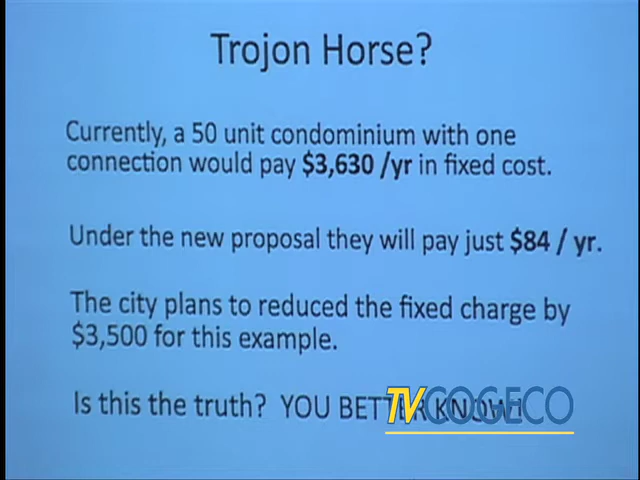 Trojon Horse?
Currently, a 50 unit condominium with one
connection would pay $3,630 /yr in fixed cost.
Under the new proposal they will pay just $84 / yr.
The city plans to reduced the fixed charge by
$3,500 for this example.
Is this the truth? YOU BETTER KNOW!
TVCOGECO